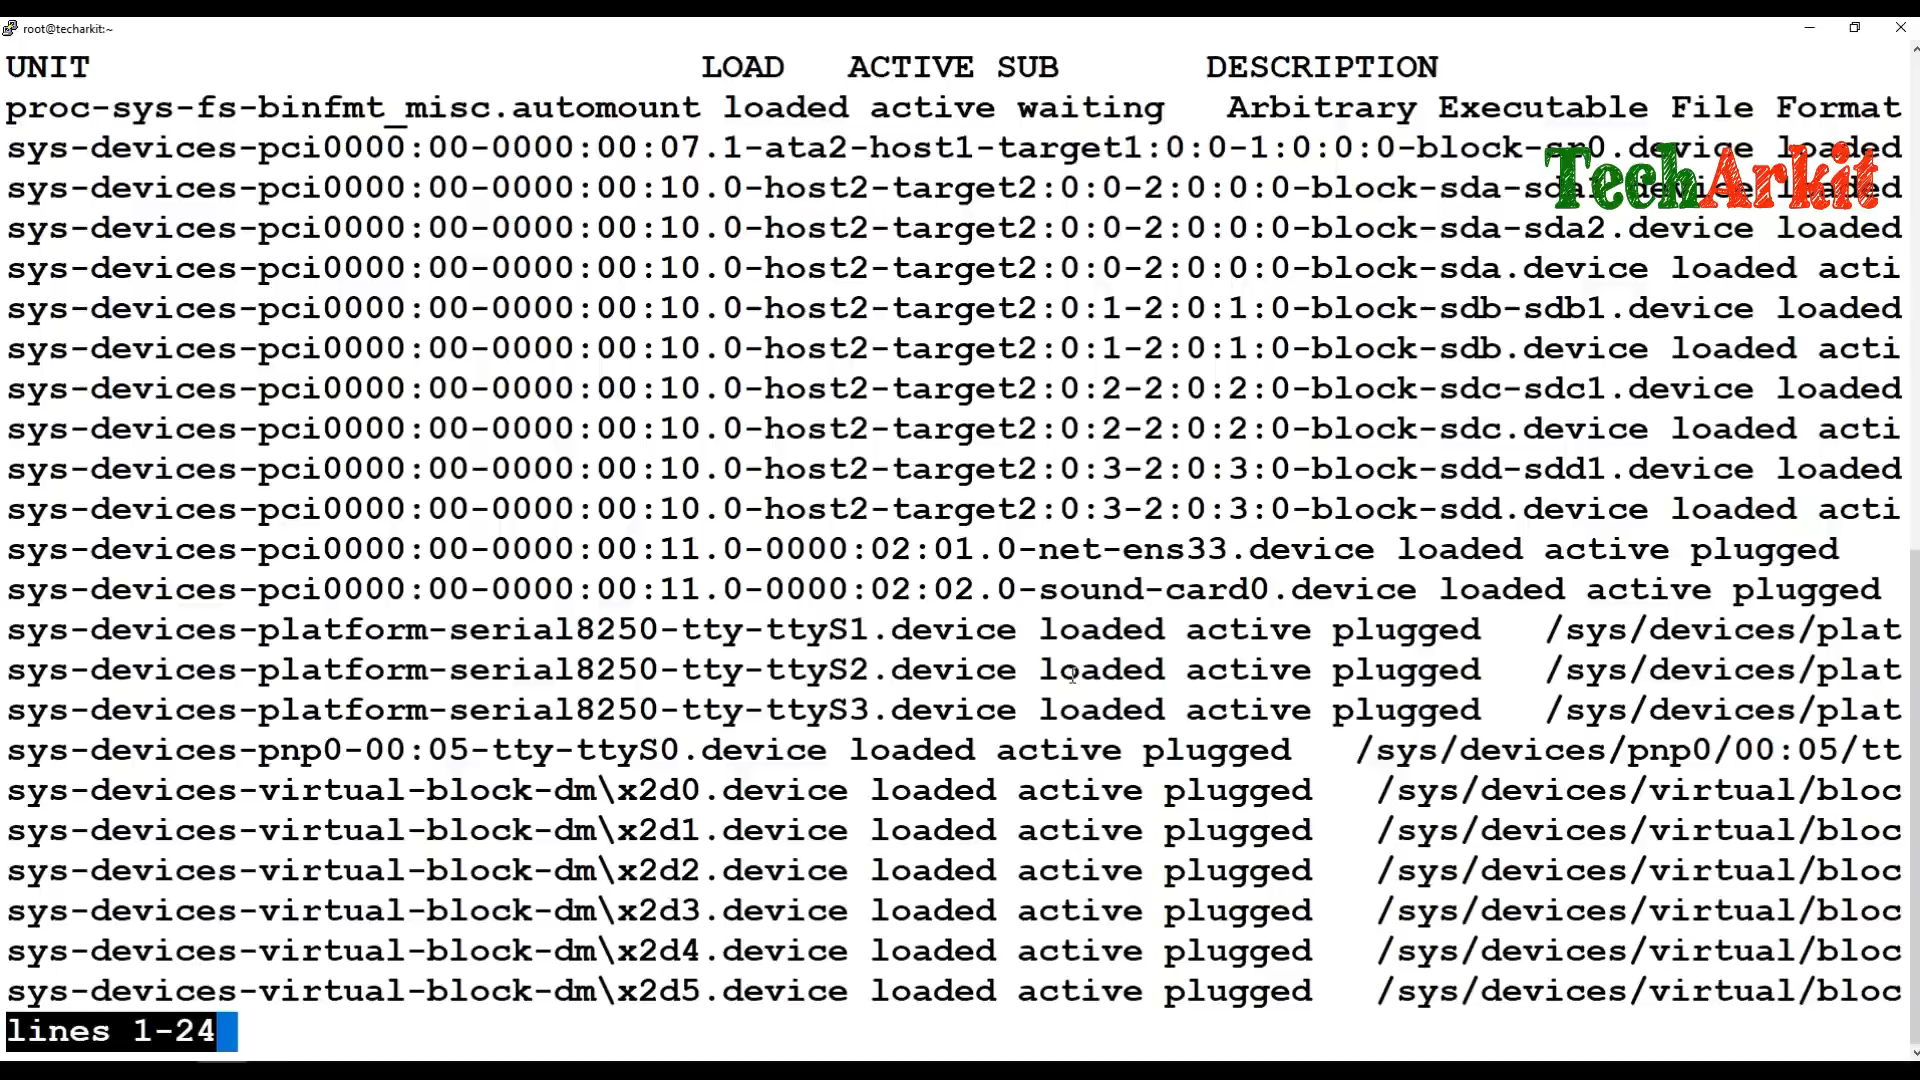 root@techarkit:~
UNIT LOAD ACTIVE SUB DESCRIPTION
proc-sys-fs-binfmt_misc.automount loaded active waiting Arbitrary Executable File Format
sys-devices-pci0000:00-0000:00:07.1-ata2-host1-target1:0:0-1:0:0:0-block-sr0.device loaded
TechArkit
sys-devices-pci0000:00-0000:00:10.0-host2-target2:0:0-2:0:0:0-block-sda-sda1.device loaded
sys-devices-pci0000:00-0000:00:10.0-host2-target2:0:0-2:0:0:0-block-sda-sda2.device loaded
sys-devices-pci0000:00-0000:00:10.0-host2-target2:0:0-2:0:0:0-block-sda.device loaded acti
sys-devices-pci0000:00-0000:00:10.0-host2-target2:0:1-2:0:1:0-block-sdb-sdb1.device loaded
sys-devices-pci0000:00-0000:00:10.0-host2-target2:0:1-2:0:1:0-block-sdb.device loaded acti
sys-devices-pci0000:00-0000:00:10.0-host2-target2:0:2-2:0:2:0-block-sdc-sdc1.device loaded
sys-devices-pci0000:00-0000:00:10.0-host2-target2:0:2-2:0:2:0-block-sdc.device loaded acti
sys-devices-pci0000:00-0000:00:10.0-host2-target2:0:3-2:0:3:0-block-sdd-sdd1.device loaded
sys-devices-pci0000:00-0000:00:10.0-host2-target2:0:3-2:0:3:0-block-sdd.device loaded acti
sys-devices-pci0000:00-0000:00:11.0-0000:02:01.0-net-ens33.device loaded active plugged
sys-devices-pci0000:00-0000:00:11.0-0000:02:02.0-sound-card0.device loaded active plugged
sys-devices-platform-serial8250-tty-ttyS1.device loaded active plugged /sys/devices/plat
sys-devices-platform-serial8250-tty-ttyS2.device loaded active plugged /sys/devices/plat
sys-devices-platform-serial8250-tty-ttyS3.device loaded active plugged /sys/devices/plat
sys-devices-pnp0-00:05-tty-ttyS0.device loaded active plugged /sys/devices/pnp0/00:05/tt
sys-devices-virtual-block-dm\x2d0.device loaded active plugged /sys/devices/virtual/bloc
sys-devices-virtual-block-dm\x2d1.device loaded active plugged /sys/devices/virtual/bloc
sys-devices-virtual-block-dm\x2d2.device loaded active plugged /sys/devices/virtual/bloc
sys-devices-virtual-block-dm\x2d3.device loaded active plugged /sys/devices/virtual/bloc
sys-devices-virtual-block-dm\x2d4.device loaded active plugged /sys/devices/virtual/bloc
sys-devices-virtual-block-dm\x2d5.device loaded active plugged /sys/devices/virtual/bloc
lines 1-24